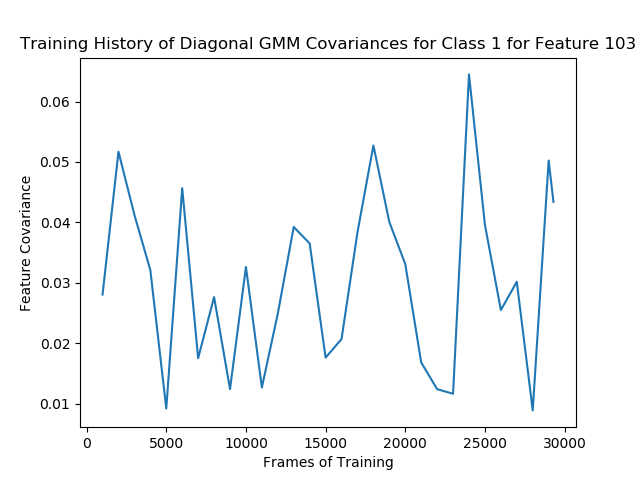 Training History of Diagonal GMM Covariances for Class 1 for Feature 103
0.06
0.05
0.04
0.03
0.02
0.01
Feature Covariance
0 5000 10000 15000 20000 25000 30000
Frames of Training